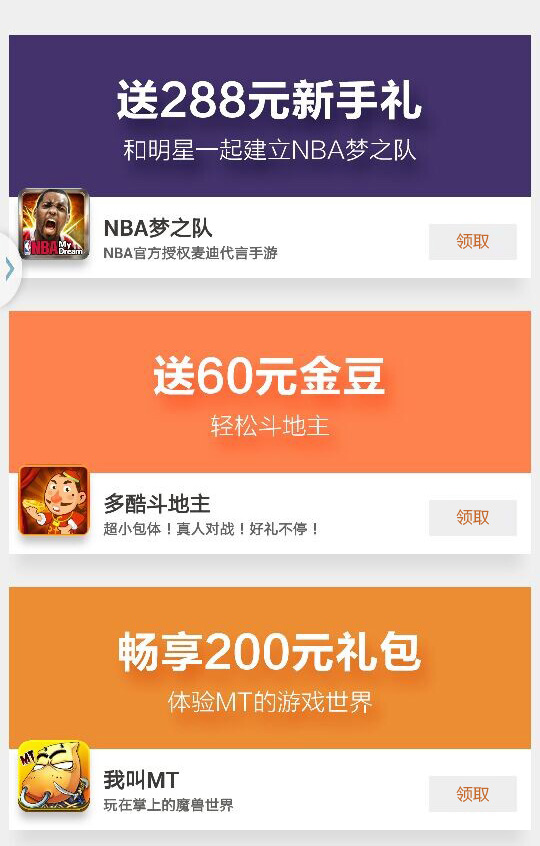 送288元新手礼
和明星一起建立NBA梦之队
NBA My Dream
NBA梦之队
NBA官方授权麦迪代言手游
领取
送60元金豆
轻松斗地主
多酷斗地主
超小包体！真人对战！好礼不停！
领取
畅享200元礼包
体验MT的游戏世界
MT
我叫MT
玩在掌上的魔兽世界
领取